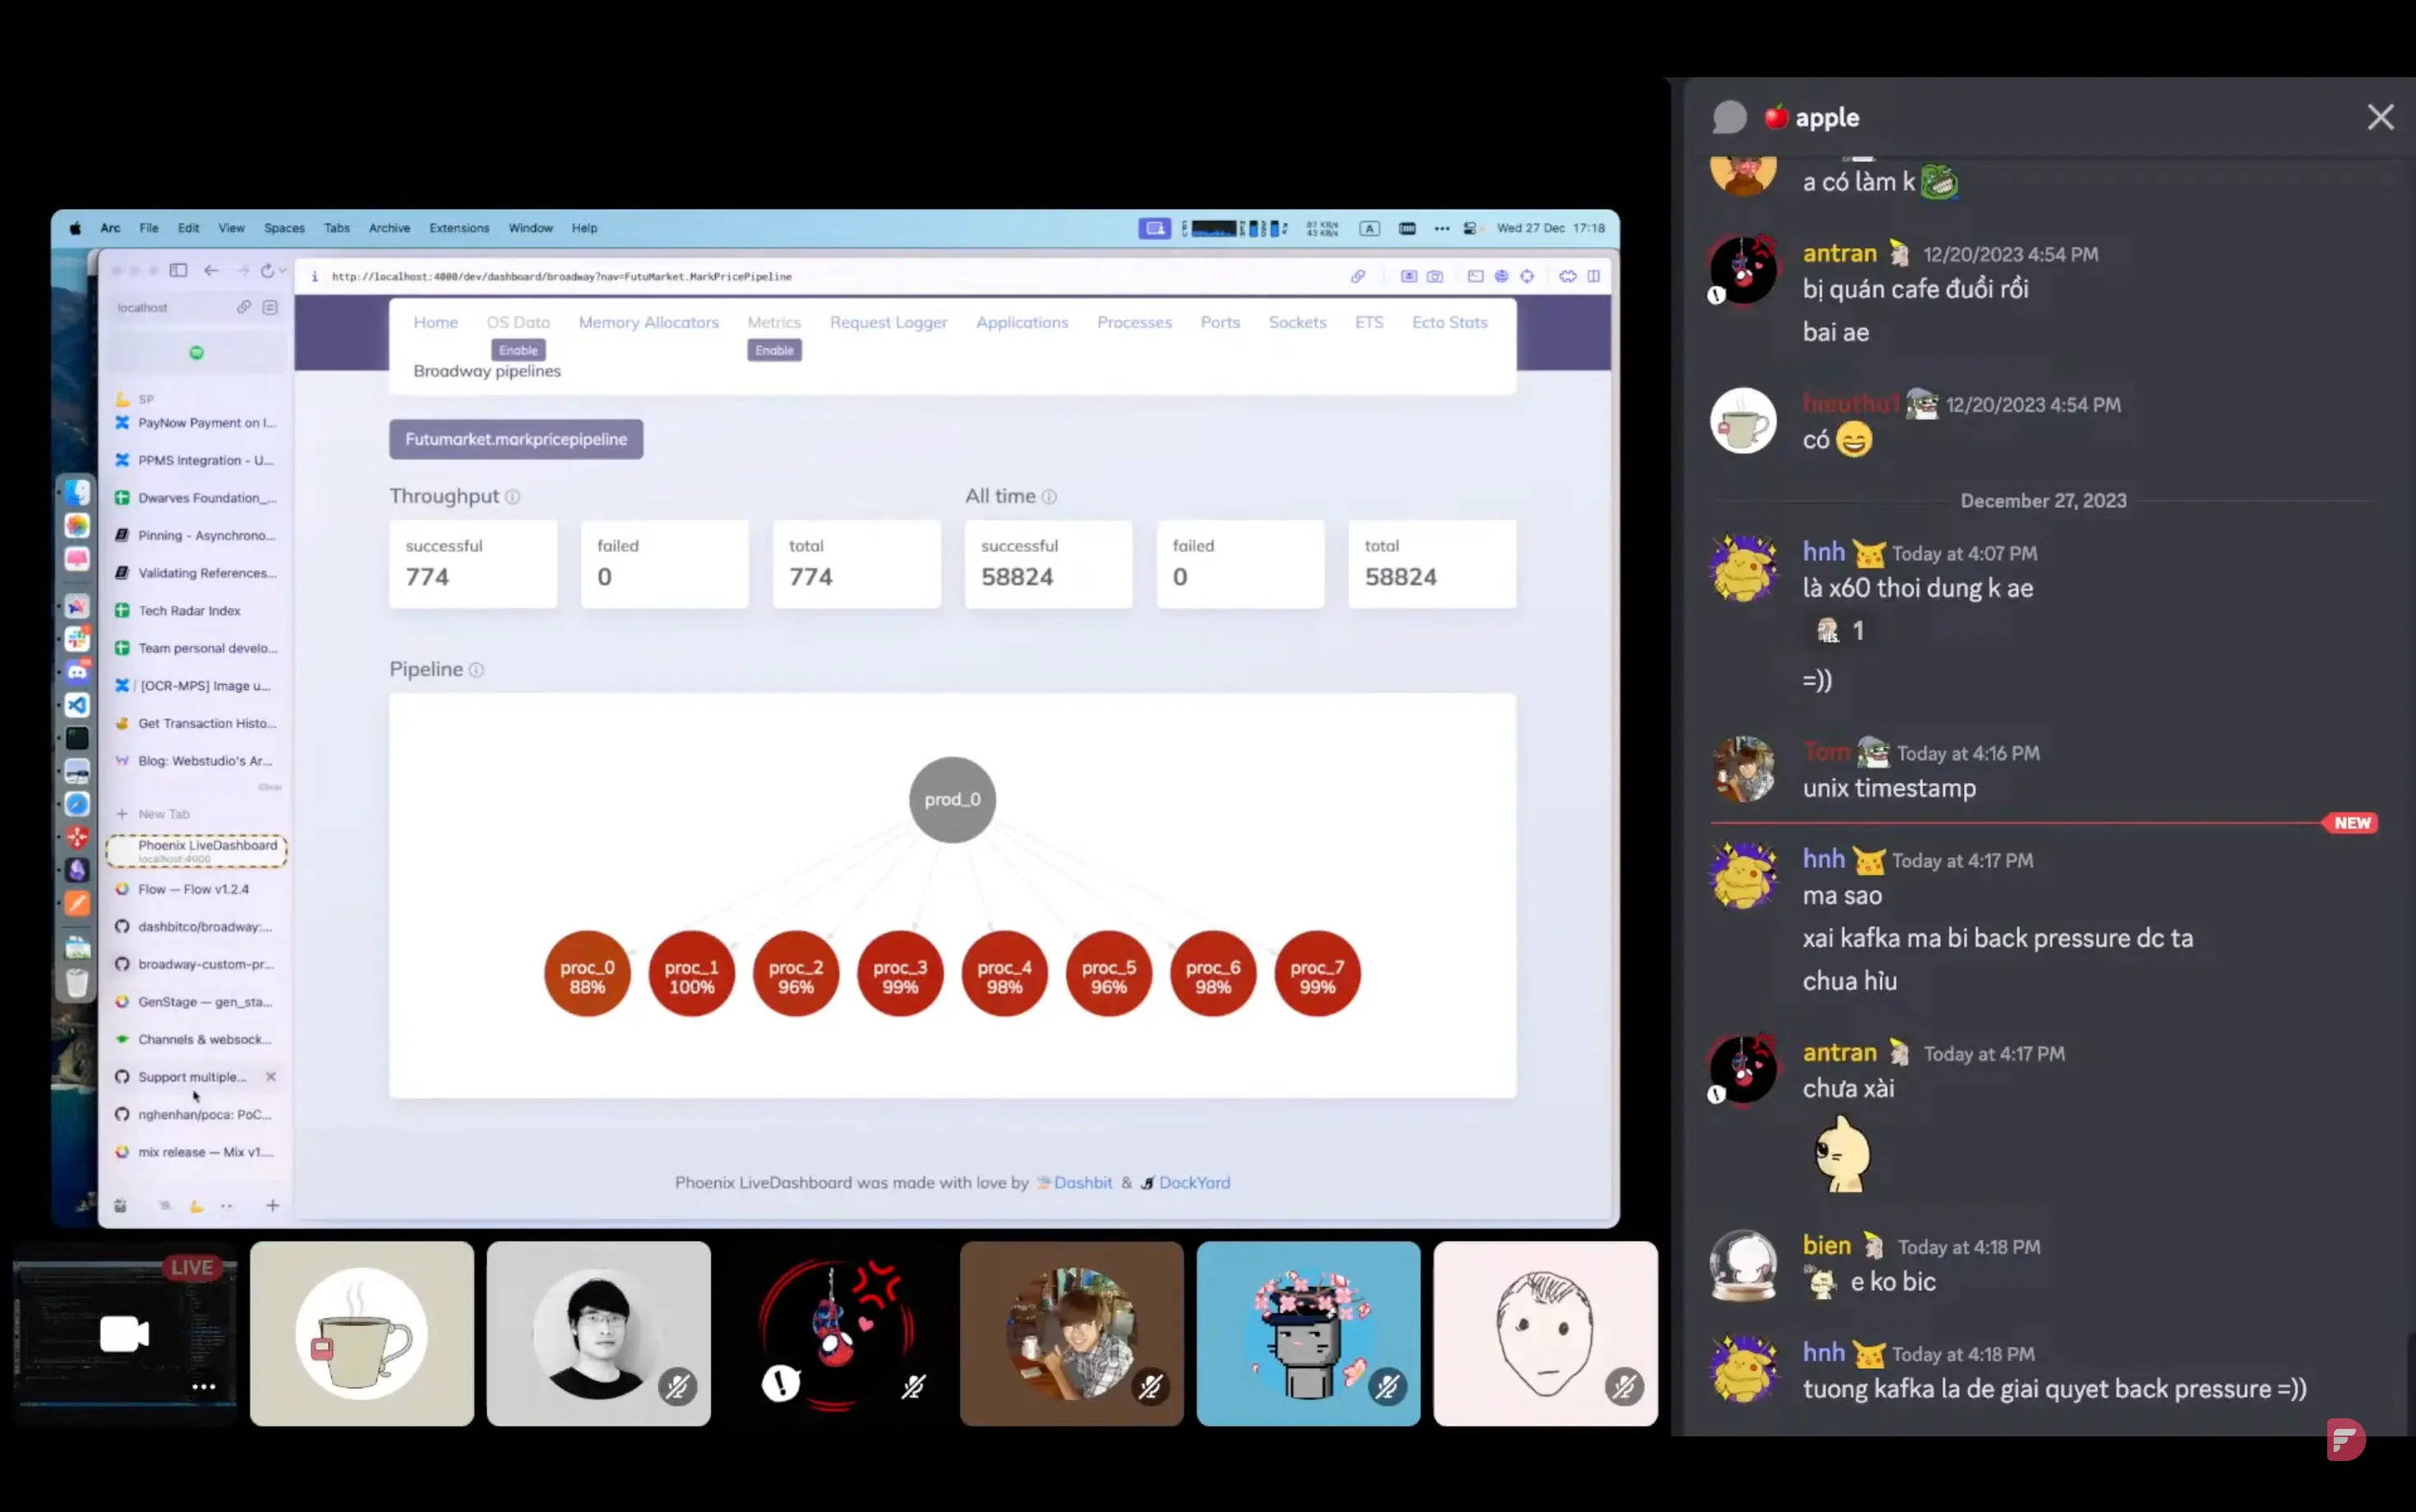 Arc File Edit View Spaces Tabs Archive Extensions Window Help
87 KB/s
43 KB/s
A
Wed 27 Dec 17:18
http://localhost:4000/dev/dashboard/broadway?nav=FutuMarket.MarkPricePipeline
localhost
SP
PayNow Payment on I...
PPMS Integration - U...
Dwarves Foundation_...
Pinning - Asynchrono...
Validating References...
Tech Radar Index
Team personal develo...
/ [OCR-MPS] Image u...
Get Transaction Histo...
Blog: Webstudio's Ar...
Clear
+ New Tab
Phoenix LiveDashboard
localhost:4000
Flow — Flow v1.2.4
dashbitco/broadway:...
broadway-custom-pr...
GenStage — gen_sta...
Channels & websock...
Support multiple...
nghenhan/poca: PoC...
mix release — Mix v1....
Home OS Data Memory Allocators Metrics Request Logger Applications Processes Ports Sockets ETS Ecto Stats
Enable Enable
Broadway pipelines
Futumarket.markpricepipeline
Throughput All time
successful failed total successful failed total
774 0 774 58824 0 58824
Pipeline
prod_0
proc_0 proc_1 proc_2 proc_3 proc_4 proc_5 proc_6 proc_7
88% 100% 96% 99% 98% 96% 98% 99%
Phoenix LiveDashboard was made with love by Dashbit & DockYard
LIVE
apple
a có làm k
antran 12/20/2023 4:54 PM
bị quán cafe đuổi rồi
bai ae
hieuthu1 12/20/2023 4:54 PM
có
December 27, 2023
hnh Today at 4:07 PM
là x60 thoi dung k ae
YES 1
=))
Tom Today at 4:16 PM
unix timestamp
NEW
hnh Today at 4:17 PM
ma sao
xai kafka ma bi back pressure dc ta
chua hỉu
antran Today at 4:17 PM
chưa xài
bien Today at 4:18 PM
e ko bic
hnh Today at 4:18 PM
tuong kafka la de giai quyet back pressure =))